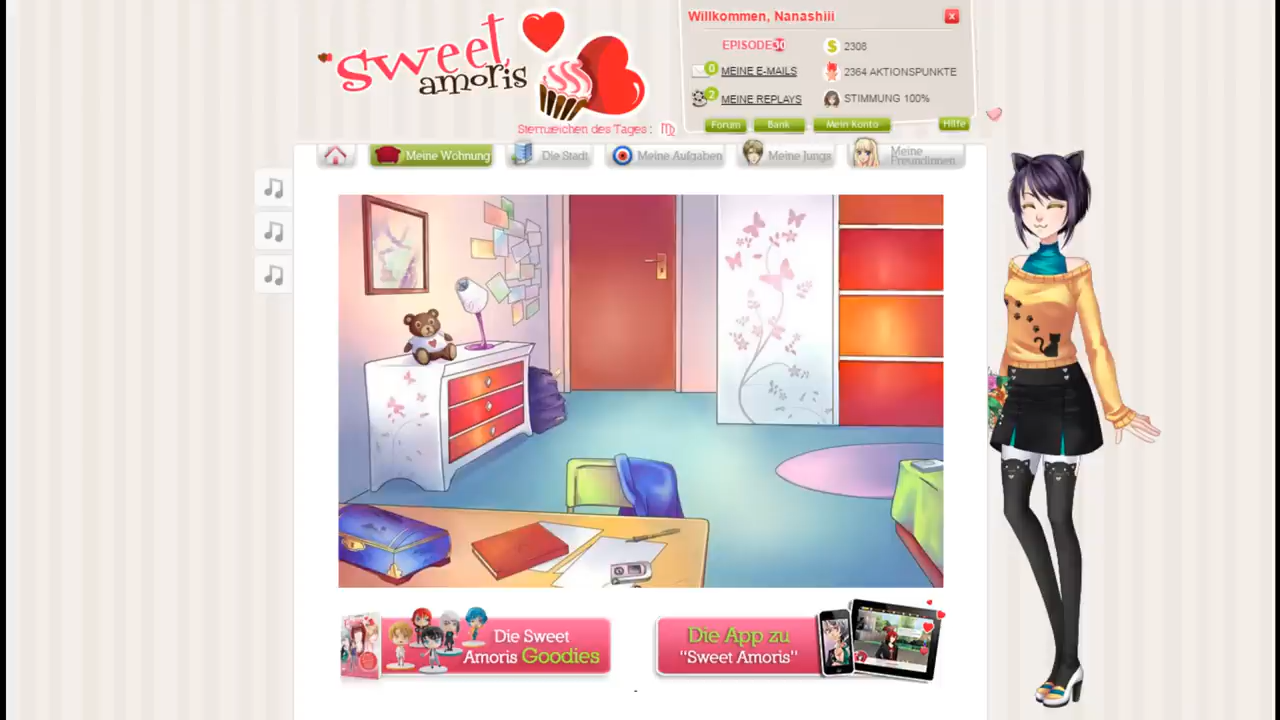 sweet
amoris
Sternzeichen des Tages : ♍
Willkommen, Nanashiii
x
EPISODE 30
2308
0 MEINE E-MAILS
2364 AKTIONSPUNKTE
2 MEINE REPLAYS
STIMMUNG 100%
Forum
Bank
Mein Konto
Hilfe
Meine Wohnung
Die Stadt
Meine Aufgaben
Meine Jungs
Meine
Freundinnen
Die Sweet
Amoris Goodies
Die App zu
"Sweet Amoris"